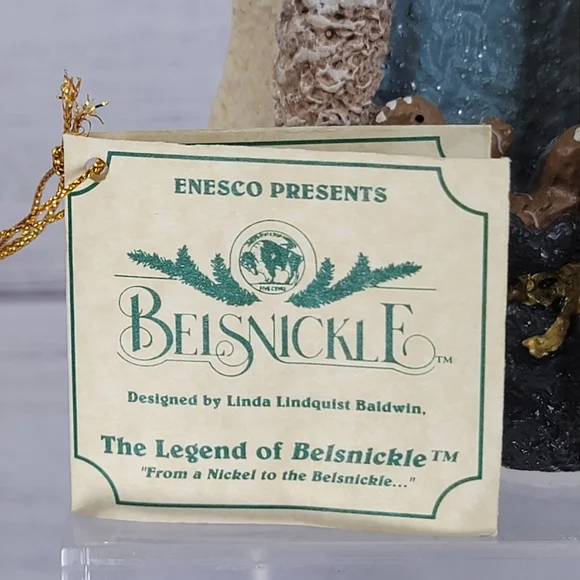 ENESCO PRESENTS
FIVE CENTS
BELSNICKLE™
Designed by Linda Lindquist Baldwin.
The Legend of Belsnickle™
"From a Nickel to the Belsnickle..."